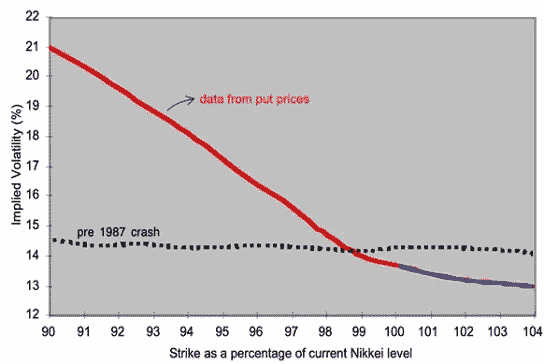 22
21
20
19
18
17
16
15
14
13
12
Implied Volatility (%)
data from put prices
pre 1987 crash
90 91 92 93 94 95 96 97 98 99 100 101 102 103 104
Strike as a percentage of current Nikkei level